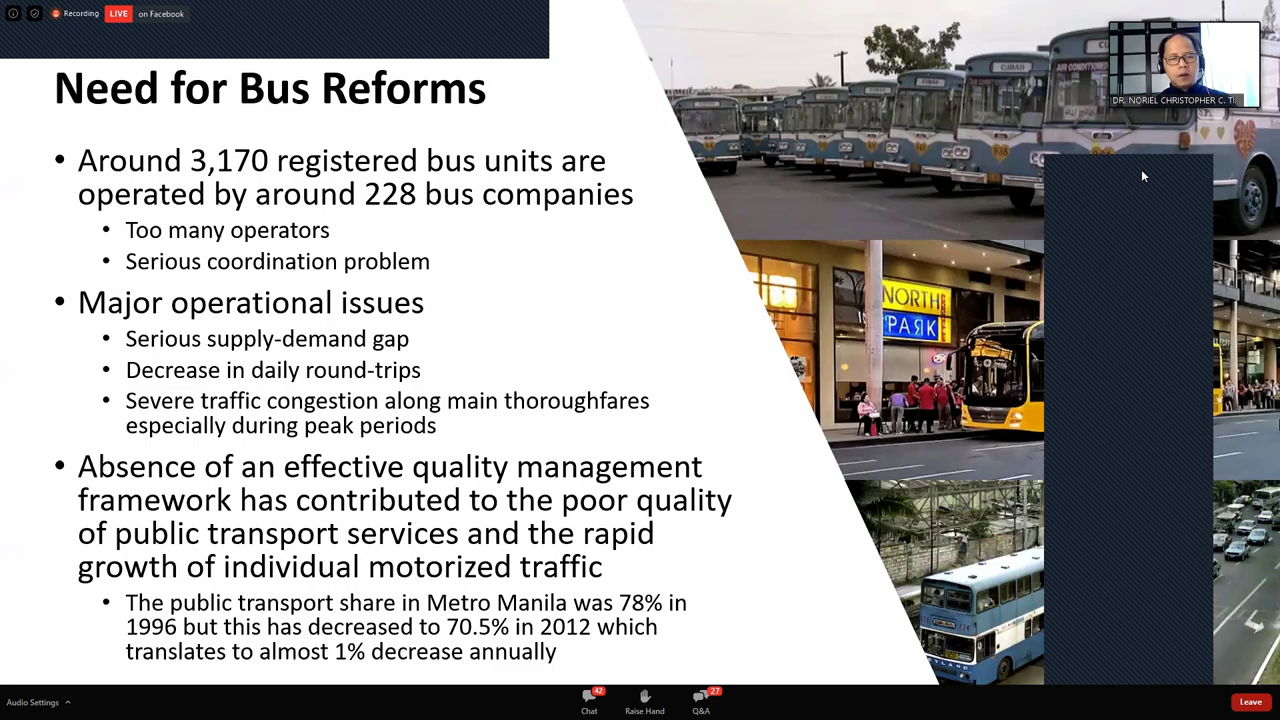 Recording
LIVE
on Facebook
Need for Bus Reforms
• Around 3,170 registered bus units are
operated by around 228 bus companies
• Too many operators
• Serious coordination problem
• Major operational issues
• Serious supply-demand gap
• Decrease in daily round-trips
• Severe traffic congestion along main thoroughfares
especially during peak periods
• Absence of an effective quality management
framework has contributed to the poor quality
of public transport services and the rapid
growth of individual motorized traffic
• The public transport share in Metro Manila was 78% in
1996 but this has decreased to 70.5% in 2012 which
translates to almost 1% decrease annually
CUBAO
AIR CONDITIONED
DR. NORIEL CHRISTOPHER C. TI...
NORTH
PARK
LEYLAND
Audio Settings
42
Chat
Raise Hand
27
Q&A
Leave